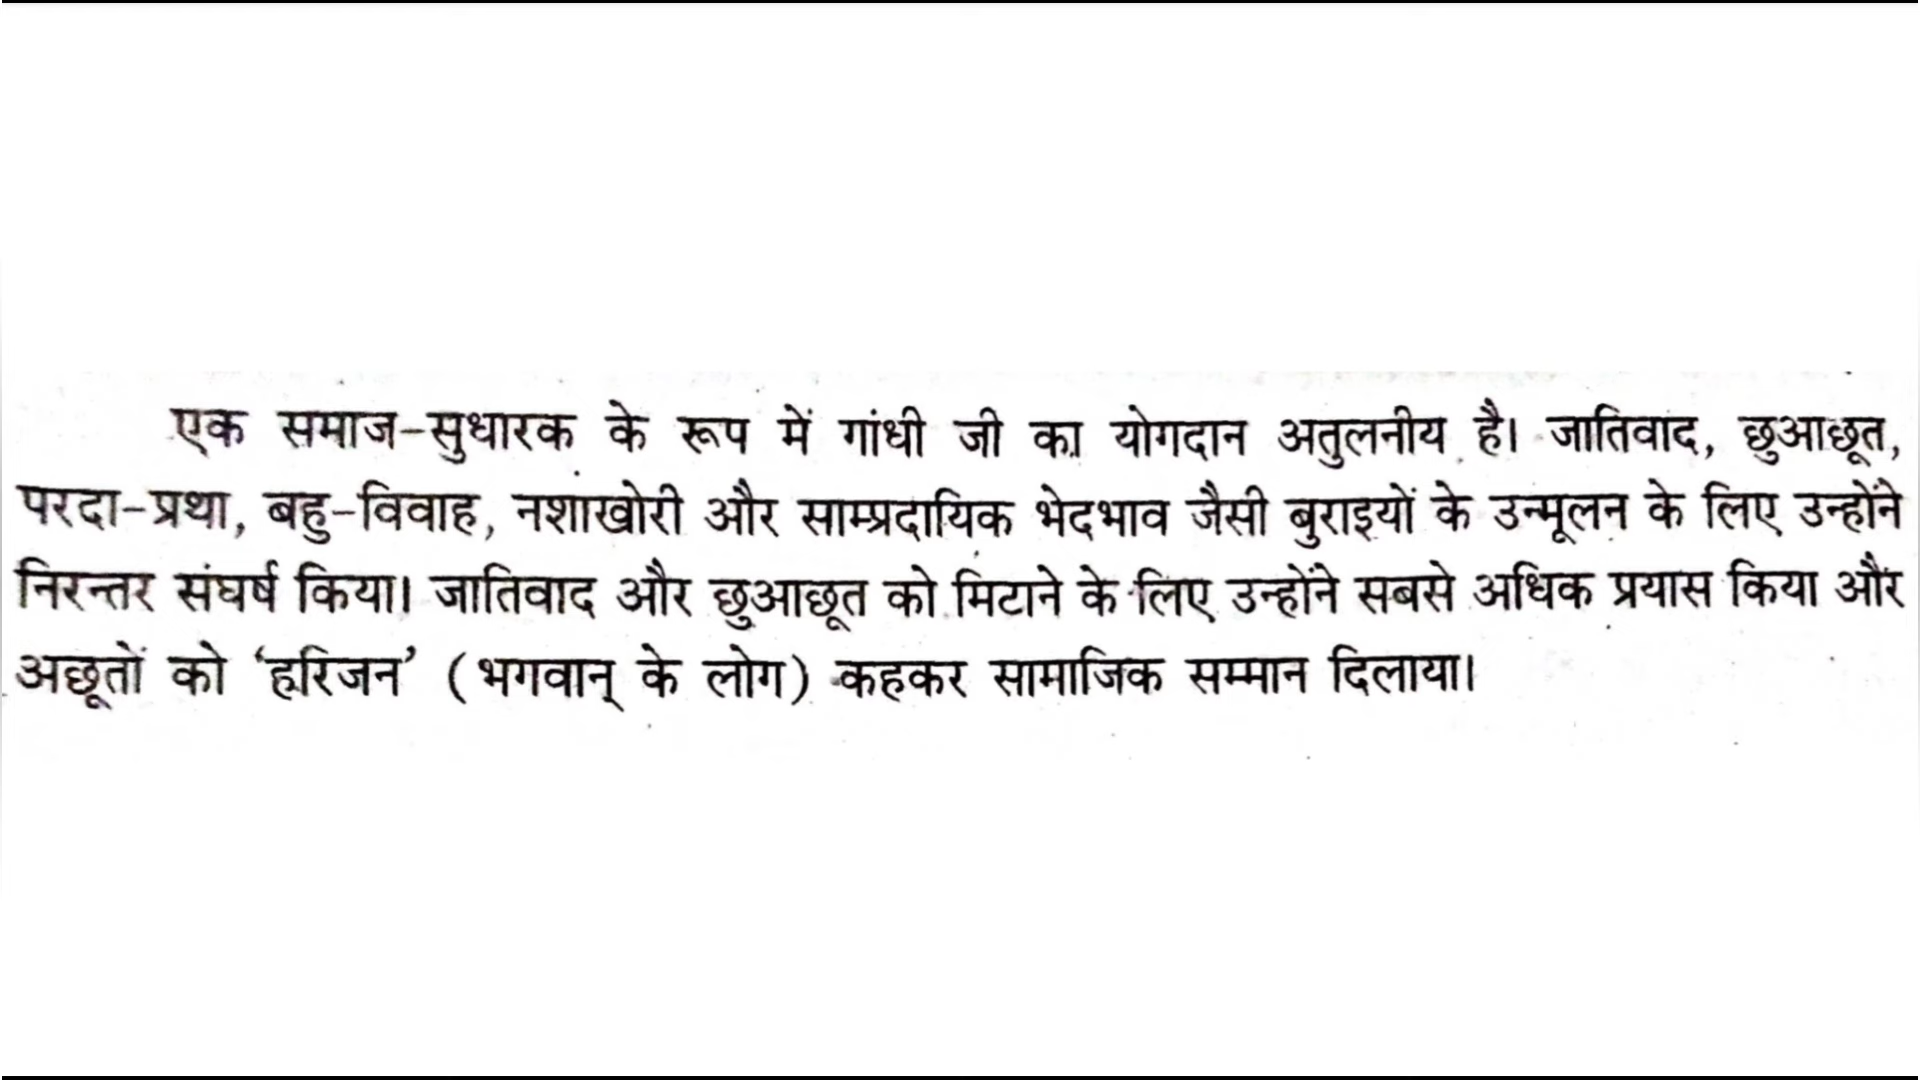 एक समाज-सुधारक के रूप में गांधी जी का योगदान अतुलनीय है। जातिवाद, छुआछूत,
परदा-प्रथा, बहु-विवाह, नशाखोरी और साम्प्रदायिक भेदभाव जैसी बुराइयों के उन्मूलन के लिए उन्होंने
निरन्तर संघर्ष किया। जातिवाद और छुआछूत को मिटाने के लिए उन्होंने सबसे अधिक प्रयास किया और
अछूतों को ‘हरिजन’ (भगवान् के लोग) कहकर सामाजिक सम्मान दिलाया।